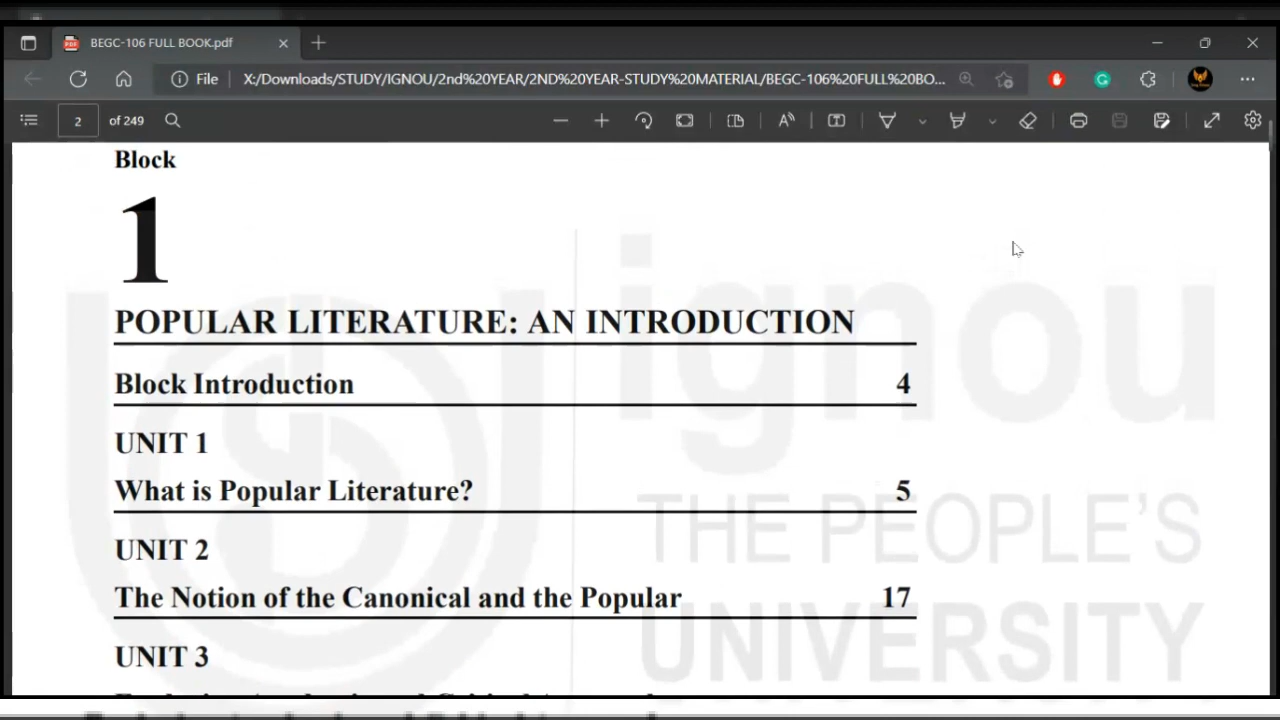 BEGC-106 FULL BOOK.pdf
File
X:/Downloads/STUDY/IGNOU/2nd%20YEAR/2ND%20YEAR-STUDY%20MATERIAL/BEGC-106%20FULL%20BO...
2 of 249
Block
1
POPULAR LITERATURE: AN INTRODUCTION
Block Introduction 4
UNIT 1
What is Popular Literature? 5
UNIT 2
The Notion of the Canonical and the Popular 17
UNIT 3
ignou
THE PEOPLE'S
UNIVERSITY